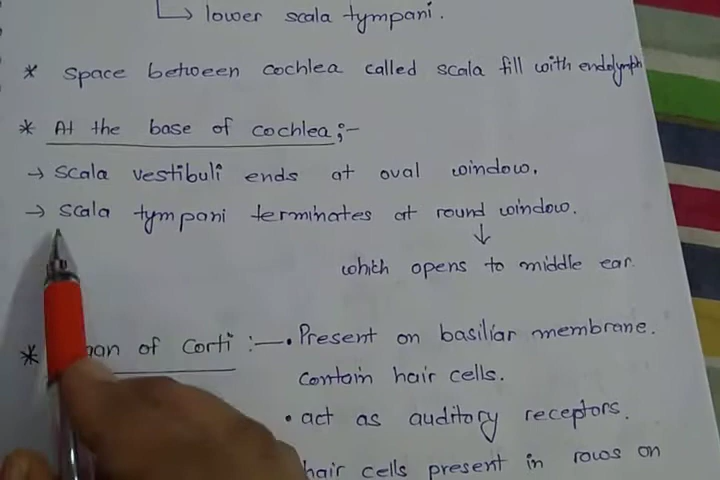 ↳ lower scala tympani.
* space between cochlea called scala fill with endolymph
* At the base of cochlea;-
→ scala vestibuli ends at oval window.
→ scala tympani terminates at round window.
↓
which opens to middle ear.
* of Corti :— • Present on basiliar membrane.
contain hair cells.
• act as auditory receptors.
hair cells present in rows on